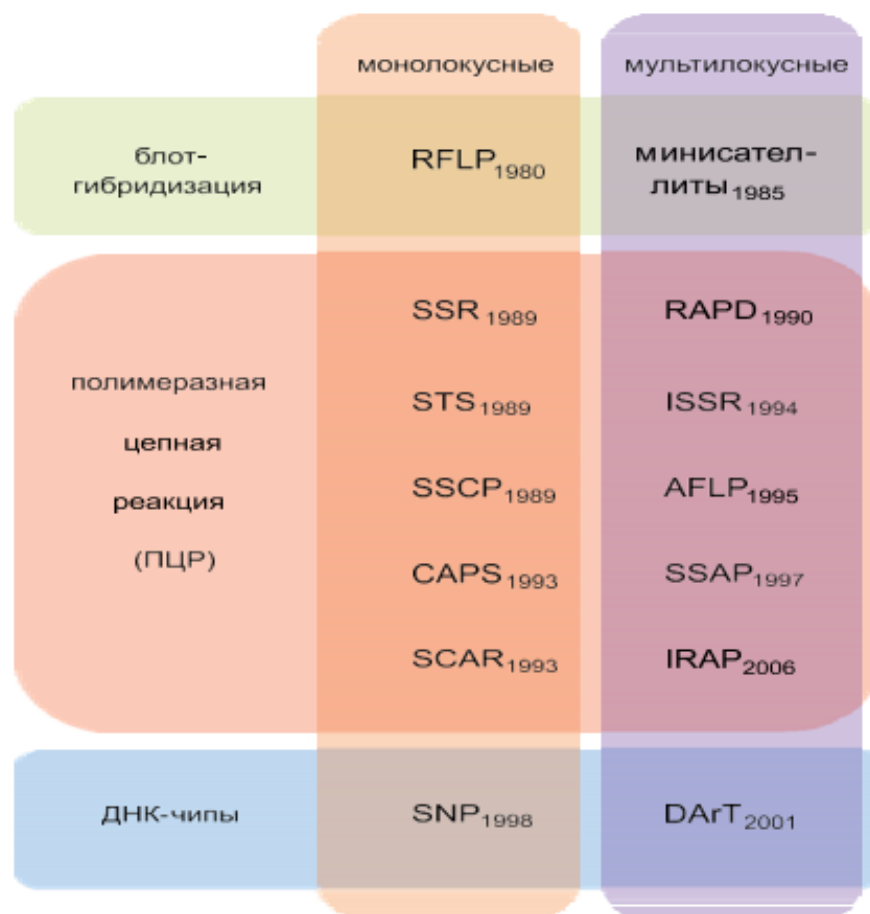 монолокусные мультилокусные
блот-
гибридизация
RFLP1980
минисател-
литы1985
полимеразная
цепная
реакция
(ПЦР)
SSR1989 RAPD1990
STS1989 ISSR1994
SSCP1989 AFLP1995
CAPS1993 SSAP1997
SCAR1993 IRAP2006
ДНК-чипы SNP1998 DArT2001